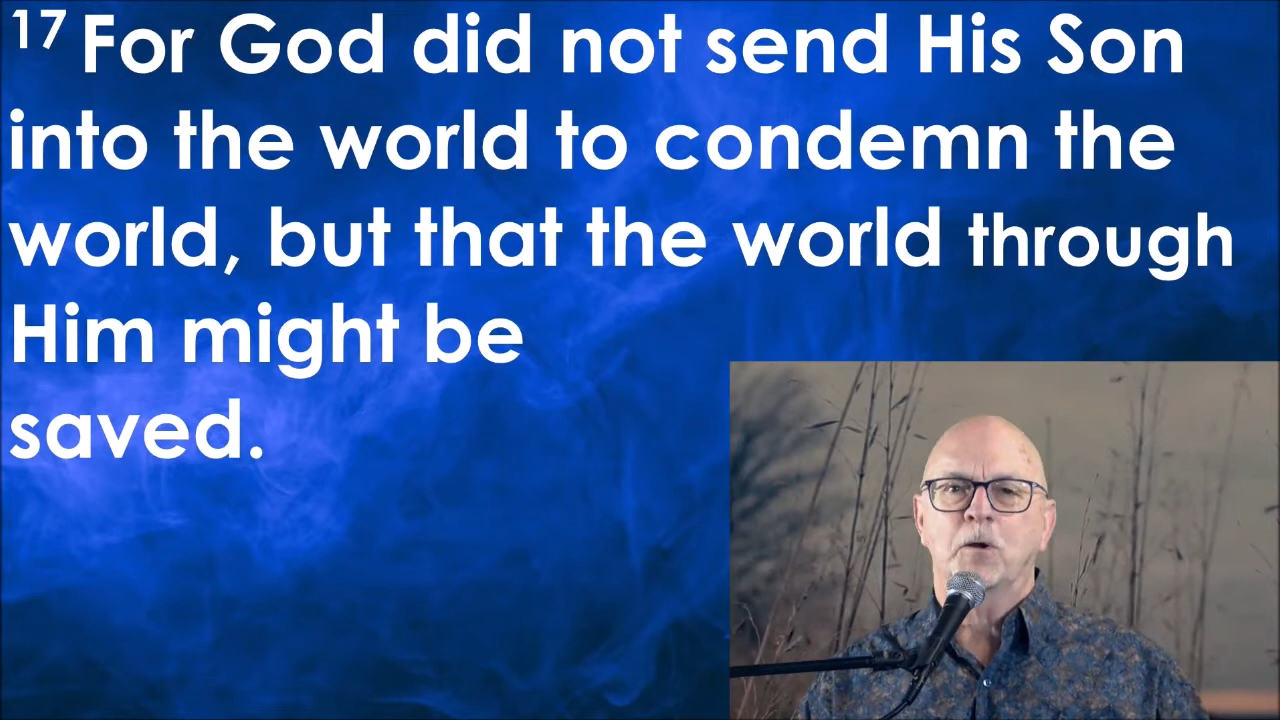 17 For God did not send His Son
into the world to condemn the
world, but that the world through
Him might be
saved.